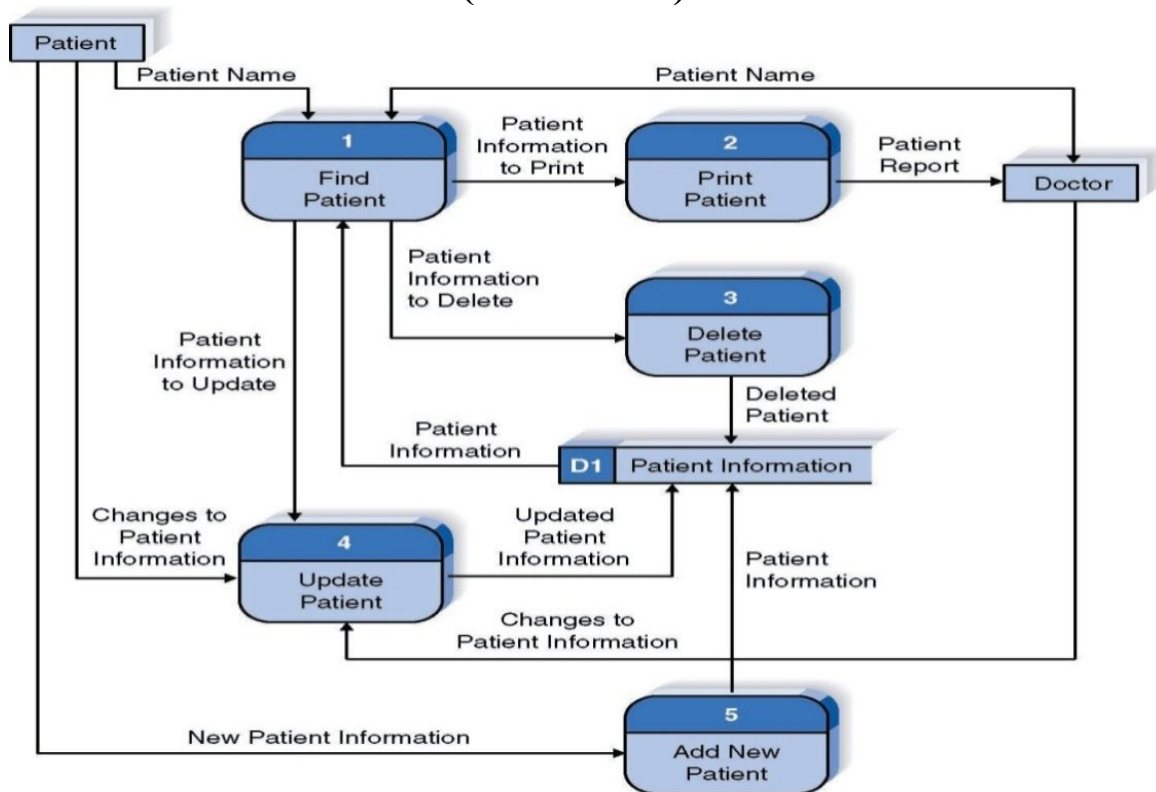 Patient
Patient Name
Patient Name
1
Find
Patient
Patient
Information
to Print
2
Print
Patient
Patient
Report
Doctor
Patient
Information
to Delete
3
Delete
Patient
Patient
Information
to Update
Deleted
Patient
Patient
Information
D1 Patient Information
Changes to
Patient
Information
4
Update
Patient
Updated
Patient
Information
Patient
Information
Changes to
Patient Information
5
Add New
Patient
New Patient Information